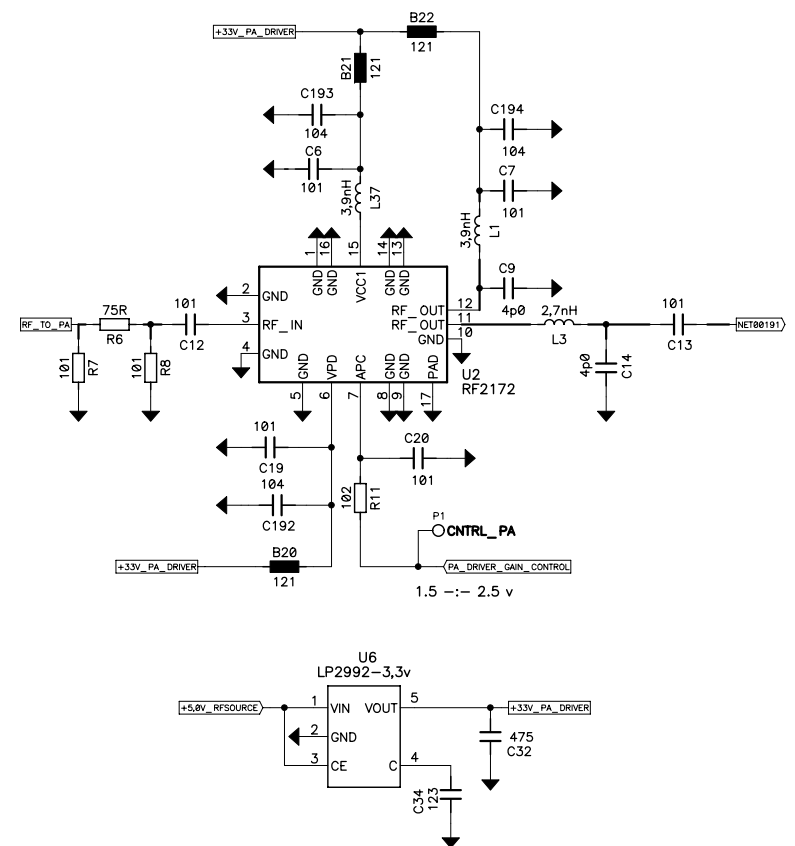 B22
+33V_PA_DRIVER
121
B21
121
C193
104
C194
104
C6
101
C7
101
3,9nH
L37
3,9nH
L1
1
16
15
14
13
GND
GND
VCC1
GND
GND
C9
4p0
2
GND
RF_OUT
12
RF_TO_PA
75R
R6
101
C12
3
RF_IN
RF_OUT
11
2,7nH
L3
101
C13
NET00191
4
GND
GND
10
101
R7
101
R8
GND
VPD
APC
GND
GND
PAD
5
6
7
8
9
17
U2
RF2172
4p0
C14
101
C19
C20
101
104
C192
102
R11
P1
CNTRL_PA
+33V_PA_DRIVER
B20
121
PA_DRIVER_GAIN_CONTROL
1.5 -:- 2.5 v
U6
LP2992-3,3v
+5,0V_RFSOURCE
1
VIN
VOUT
5
+33V_PA_DRIVER
2
GND
475
C32
3
CE
C
4
C34
123